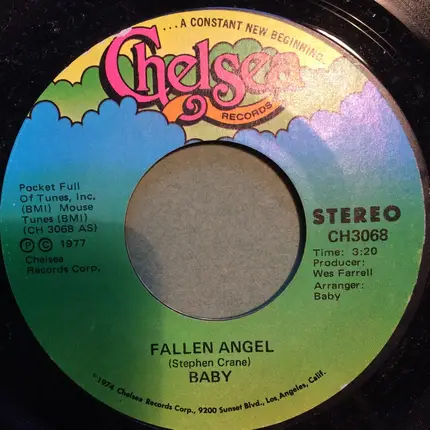 ...A CONSTANT NEW BEGINNING...
Chelsea
RECORDS
Pocket Full
Of Tunes, Inc.
(BMI) Mouse
Tunes (BMI)
(CH 3068 AS)
Ⓟ © 1977
Chelsea
Records Corp.
STEREO
CH3068
Time: 3:20
Producer:
Wes Farrell
Arranger:
Baby
FALLEN ANGEL
(Stephen Crane)
BABY
©1974 Chelsea Records Corp., 9200 Sunset Blvd., Los Angeles, Calif.